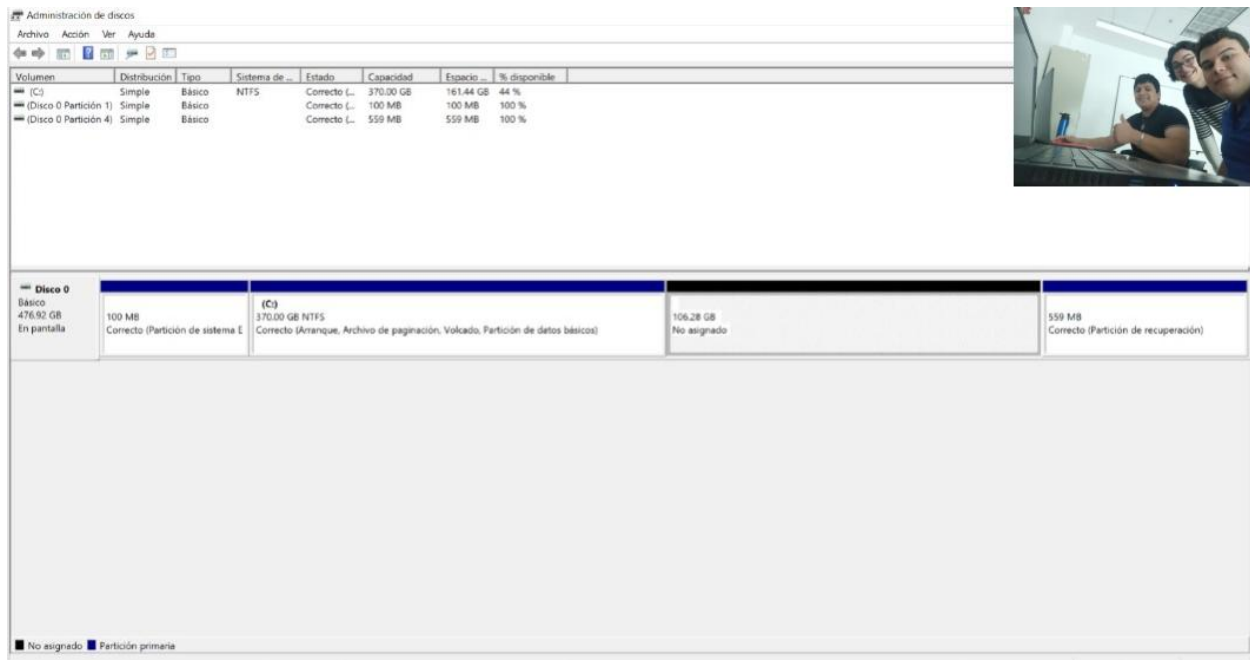 Administración de discos
Archivo Acción Ver Ayuda
Volumen Distribución Tipo Sistema de ... Estado Capacidad Espacio ... % disponible
(C:) Simple Básico NTFS Correcto (... 370.00 GB 161.44 GB 44 %
(Disco 0 Partición 1) Simple Básico Correcto (... 100 MB 100 MB 100 %
(Disco 0 Partición 4) Simple Básico Correcto (... 559 MB 559 MB 100 %
Disco 0
Básico
476.92 GB
En pantalla
100 MB
Correcto (Partición de sistema E
(C:)
370.00 GB NTFS
Correcto (Arranque, Archivo de paginación, Volcado, Partición de datos básicos)
106.28 GB
No asignado
559 MB
Correcto (Partición de recuperación)
No asignado Partición primaria